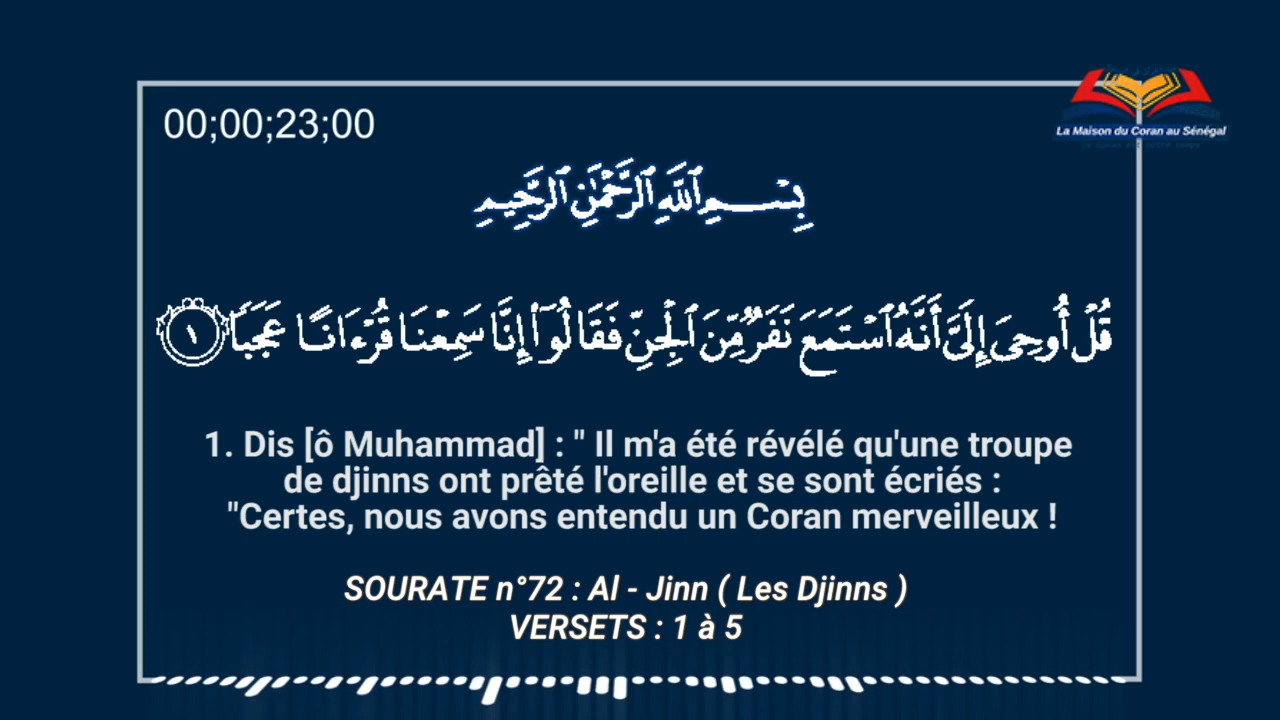 00;00;23;00
La Maison du Coran au Sénégal
بِسْمِ ٱللَّهِ ٱلرَّحْمَٰنِ ٱلرَّحِيمِ
قُلْ أُوحِىَ إِلَىَّ أَنَّهُ ٱسْتَمَعَ نَفَرٌ مِّنَ ٱلْجِنِّ فَقَالُوٓا۟ إِنَّا سَمِعْنَا قُرْءَانًا عَجَبًا ١
1. Dis [ô Muhammad] : " Il m'a été révélé qu'une troupe
de djinns ont prêté l'oreille et se sont écriés :
"Certes, nous avons entendu un Coran merveilleux !
SOURATE n°72 : Al - Jinn ( Les Djinns )
VERSETS : 1 à 5